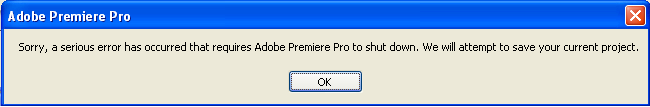 Adobe Premiere Pro
Sorry, a serious error has occurred that requires Adobe Premiere Pro to shut down. We will attempt to save your current project.
OK